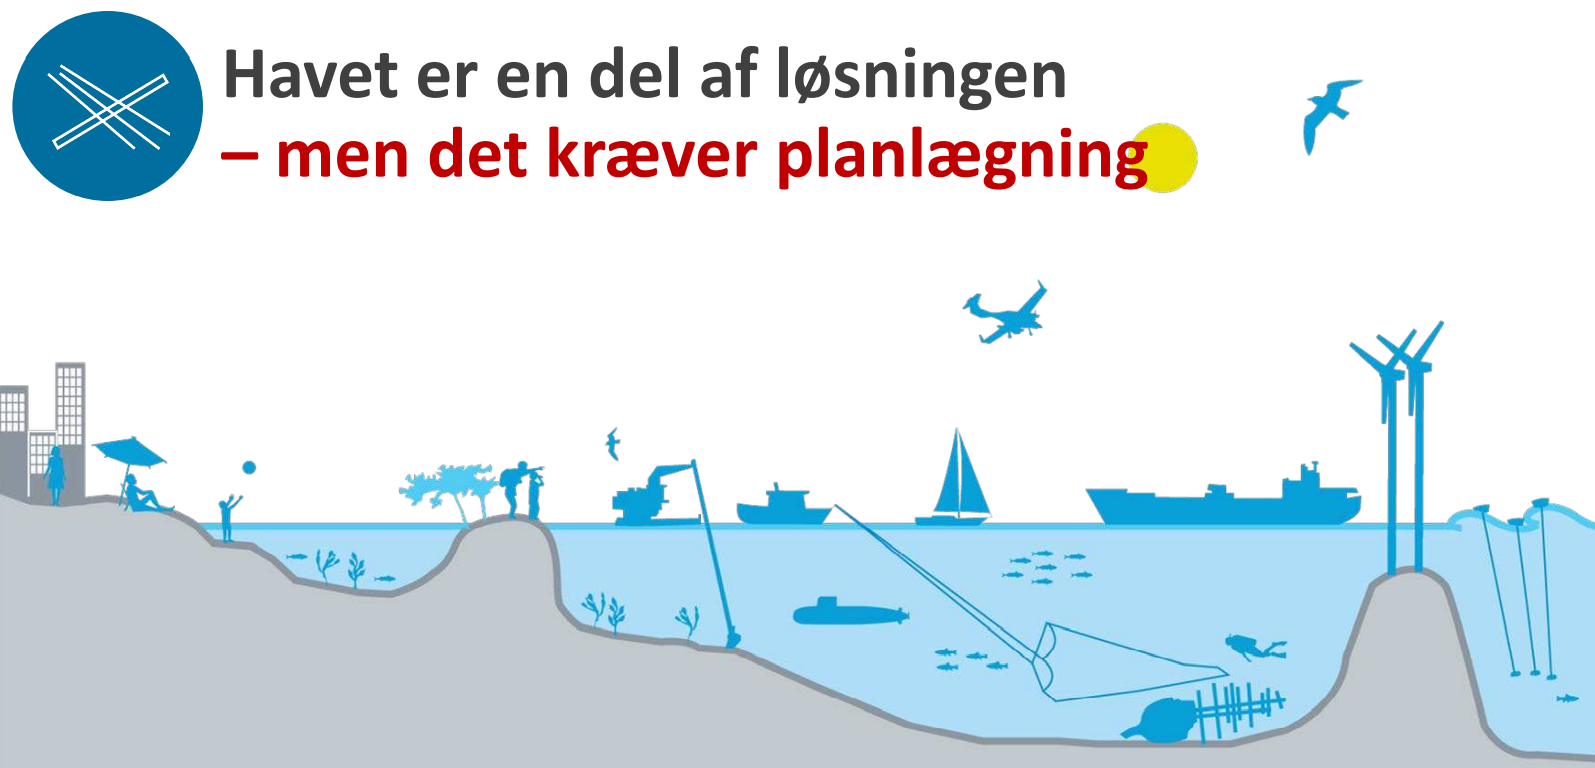 Havet er en del af løsningen
– men det kræver planlægning